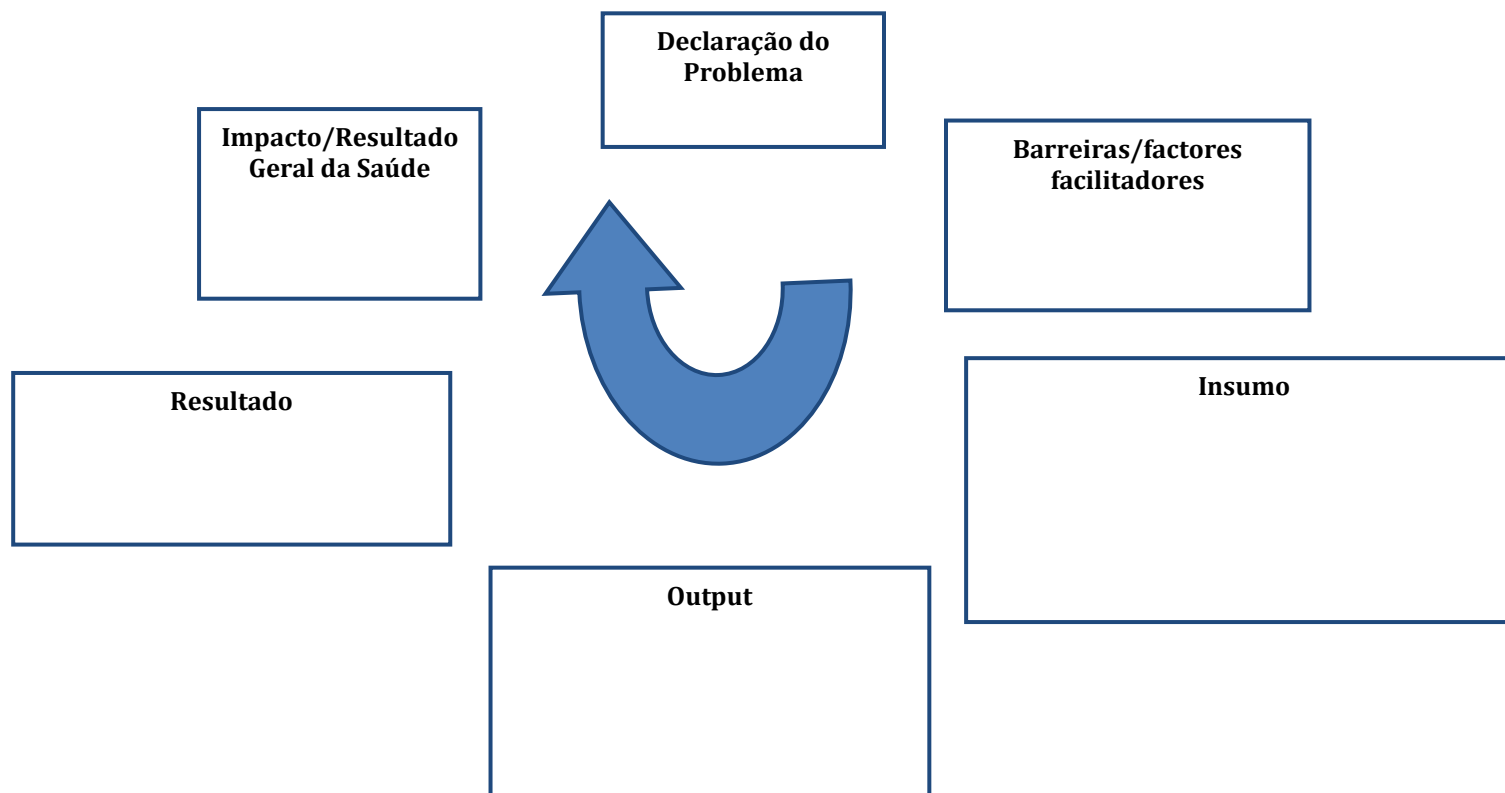 Declaração do
Problema
Impacto/Resultado
Geral da Saúde
Barreiras/factores
facilitadores
Resultado
Insumo
Output